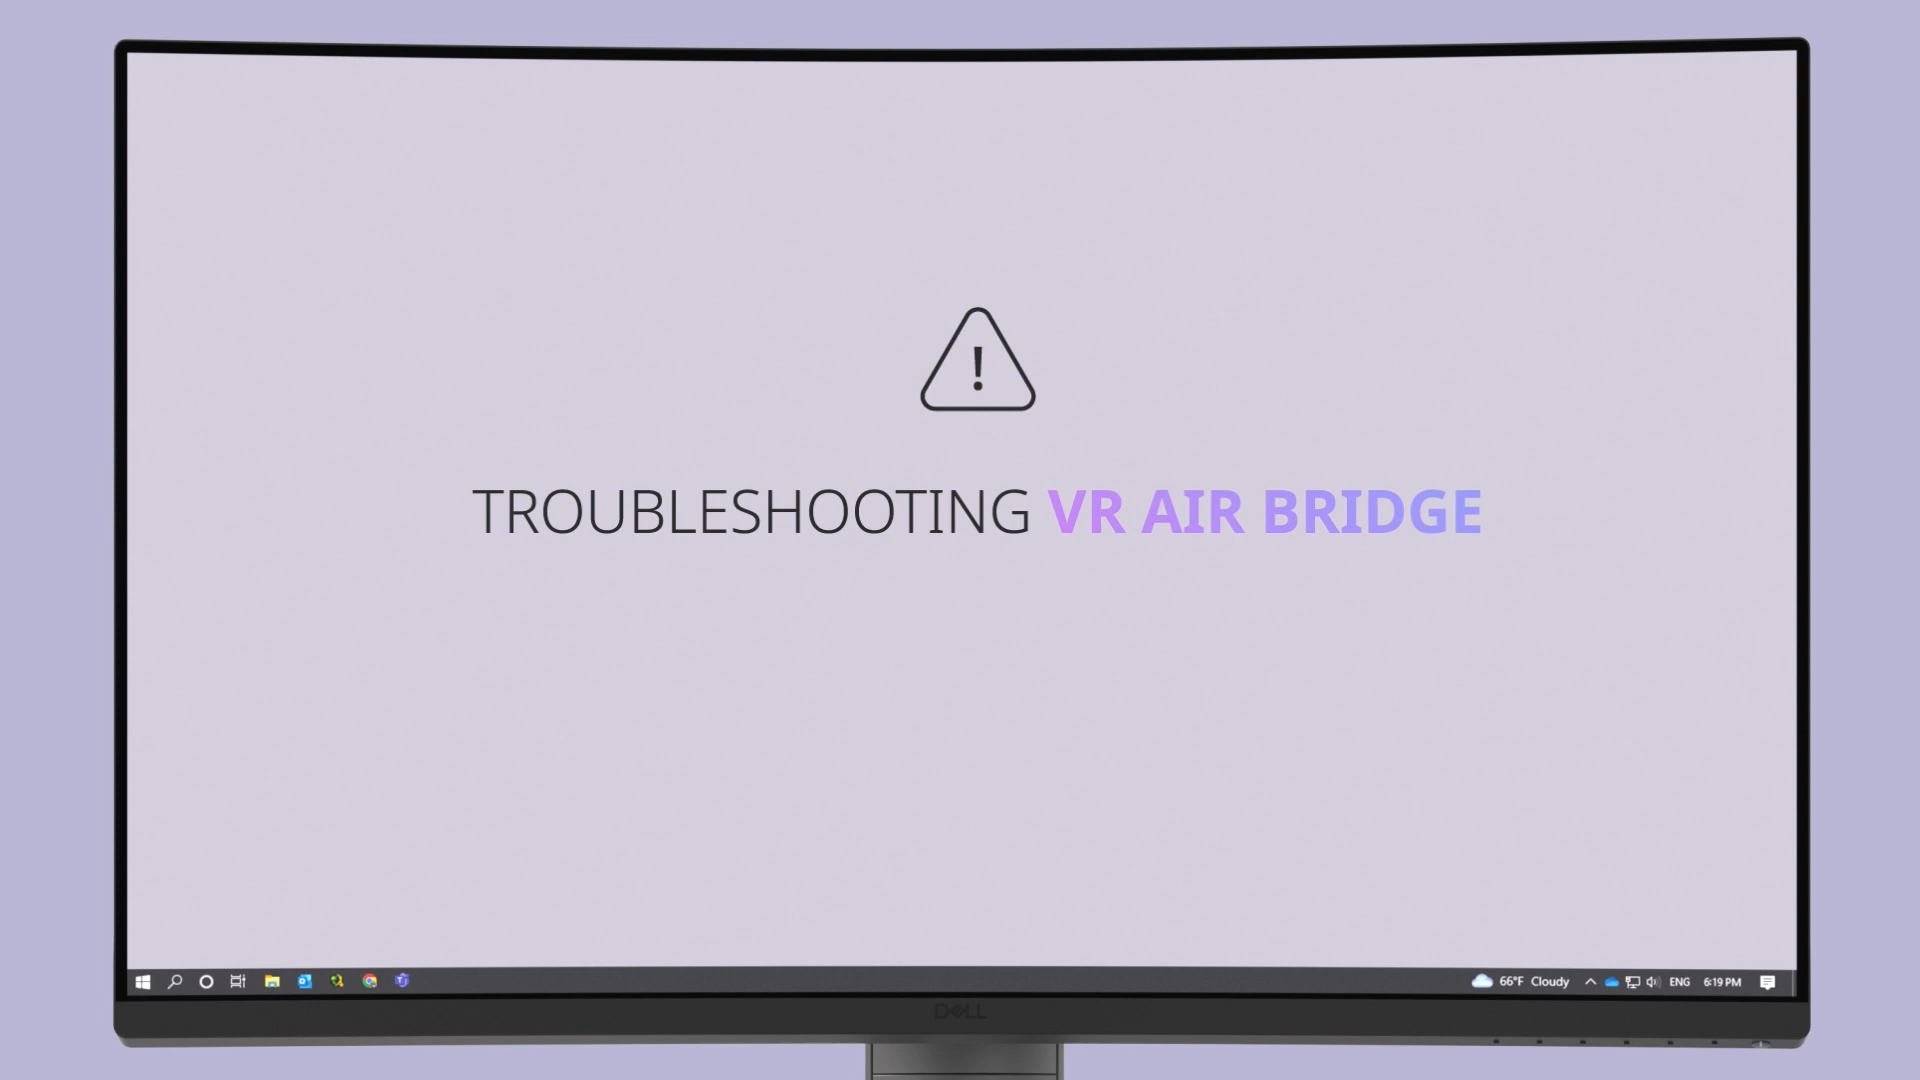 TROUBLESHOOTING VR AIR BRIDGE
66°F Cloudy
ENG
6:19 PM
DELL